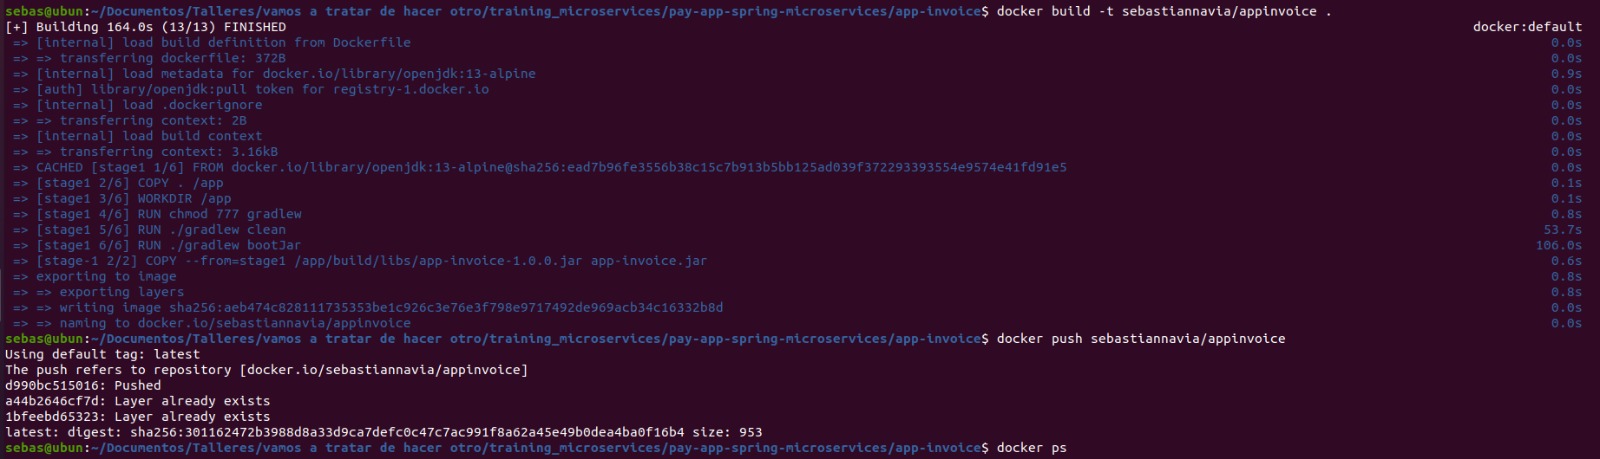 sebas@ubun:~/Documentos/Talleres/vamos a tratar de hacer otro/training_microservices/pay-app-spring-microservices/app-invoice$ docker build -t sebastiannavia/appinvoice .
[+] Building 164.0s (13/13) FINISHED docker:default
=> [internal] load build definition from Dockerfile 0.0s
=> => transferring dockerfile: 372B 0.0s
=> [internal] load metadata for docker.io/library/openjdk:13-alpine 0.9s
=> [auth] library/openjdk:pull token for registry-1.docker.io 0.0s
=> [internal] load .dockerignore 0.0s
=> => transferring context: 2B 0.0s
=> [internal] load build context 0.0s
=> => transferring context: 3.16kB 0.0s
=> CACHED [stage1 1/6] FROM docker.io/library/openjdk:13-alpine@sha256:ead7b96fe3556b38c15c7b913b5bb125ad039f372293393554e9574e41fd91e5 0.0s
=> [stage1 2/6] COPY . /app 0.1s
=> [stage1 3/6] WORKDIR /app 0.1s
=> [stage1 4/6] RUN chmod 777 gradlew 0.8s
=> [stage1 5/6] RUN ./gradlew clean 53.7s
=> [stage1 6/6] RUN ./gradlew bootJar 106.0s
=> [stage-1 2/2] COPY --from=stage1 /app/build/libs/app-invoice-1.0.0.jar app-invoice.jar 0.6s
=> exporting to image 0.8s
=> => exporting layers 0.8s
=> => writing image sha256:aeb474c828111735353be1c926c3e76e3f798e9717492de969acb34c16332b8d 0.0s
=> => naming to docker.io/sebastiannavia/appinvoice 0.0s
sebas@ubun:~/Documentos/Talleres/vamos a tratar de hacer otro/training_microservices/pay-app-spring-microservices/app-invoice$ docker push sebastiannavia/appinvoice
Using default tag: latest
The push refers to repository [docker.io/sebastiannavia/appinvoice]
d990bc515016: Pushed
a44b2646cf7d: Layer already exists
1bfeebd65323: Layer already exists
latest: digest: sha256:301162472b3988d8a33d9ca7defc0c47c7ac991f8a62a45e49b0dea4ba0f16b4 size: 953
sebas@ubun:~/Documentos/Talleres/vamos a tratar de hacer otro/training_microservices/pay-app-spring-microservices/app-invoice$ docker ps